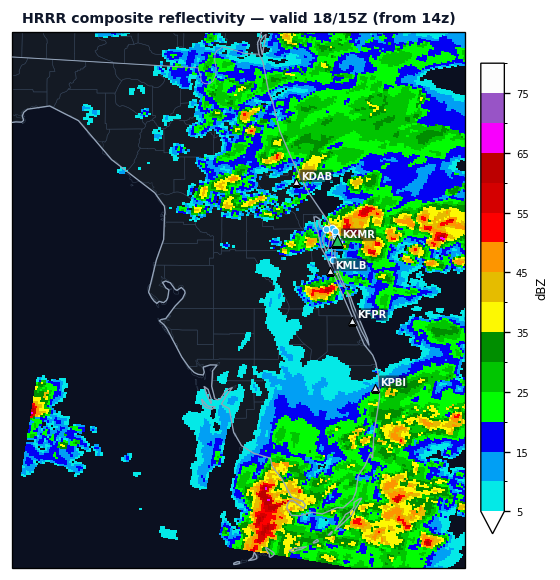 HRRR composite reflectivity — valid 18/15Z (from 14z)
KDAB
KXMR
KMLB
KFPR
KPBI
75
65
55
45
35
25
15
5
dBZ